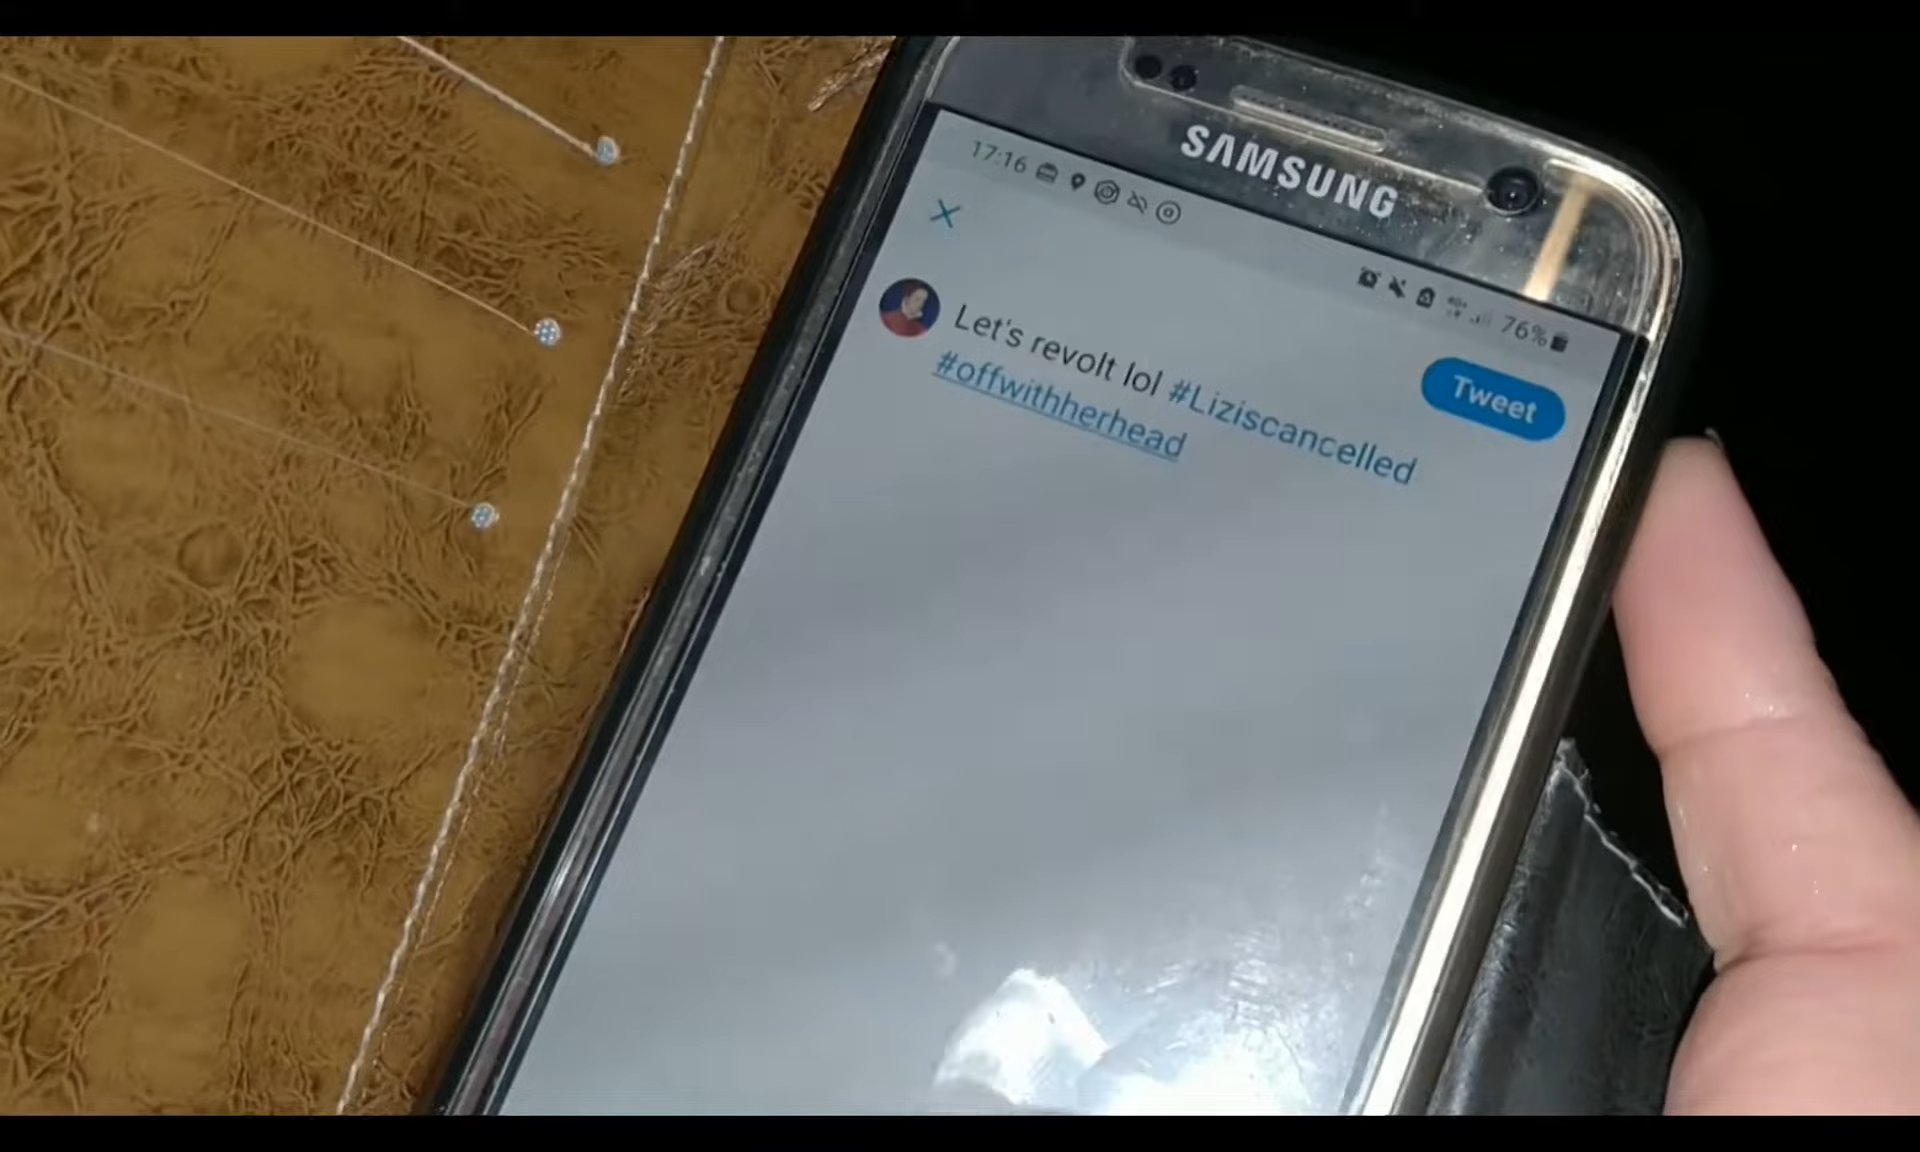 SAMSUNG
17:16
76%
Let's revolt lol #Liziscancelled
#offwithherhead
Tweet